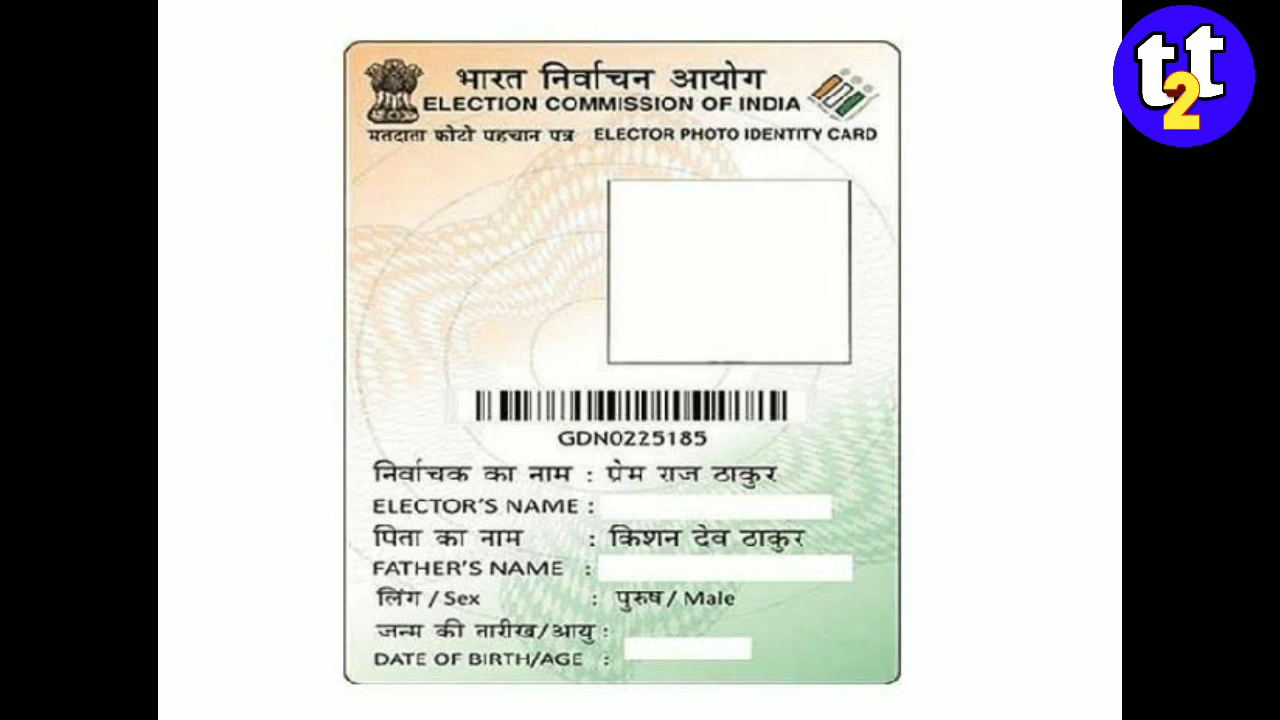 भारत निर्वाचन आयोग
ELECTION COMMISSION OF INDIA
मतदाता फोटो पहचान पत्र ELECTOR PHOTO IDENTITY CARD
t2t
GDN0225185
निर्वाचक का नाम : प्रेम राज ठाकुर
ELECTOR'S NAME :
पिता का नाम : किशन देव ठाकुर
FATHER'S NAME :
लिंग / Sex : पुरुष / Male
जन्म की तारीख/आयु :
DATE OF BIRTH/AGE :